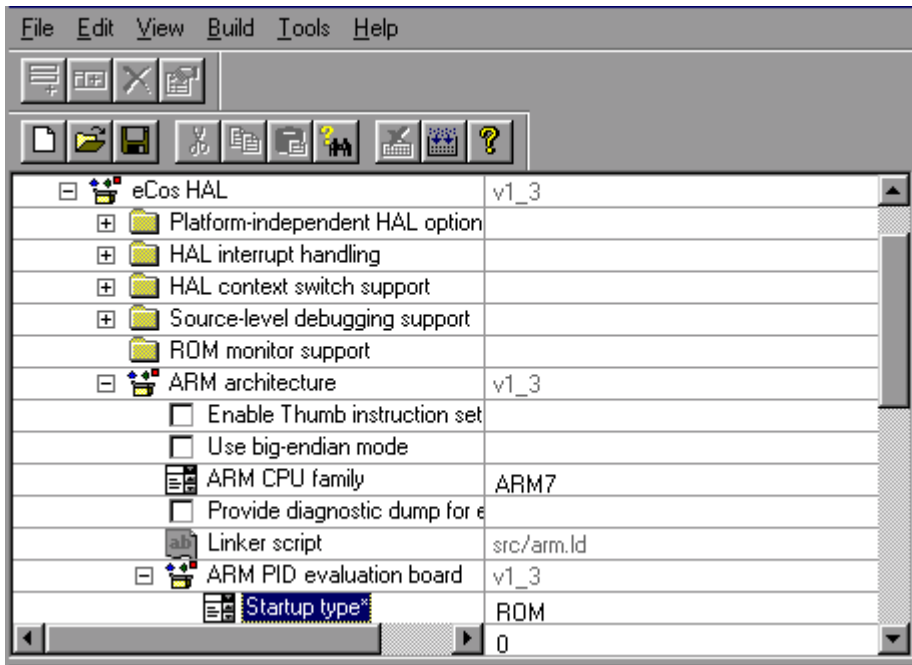 File Edit View Build Tools Help
eCos HAL v1_3
Platform-independent HAL option
HAL interrupt handling
HAL context switch support
Source-level debugging support
ROM monitor support
ARM architecture v1_3
Enable Thumb instruction set
Use big-endian mode
ARM CPU family ARM7
Provide diagnostic dump for e
ab Linker script src/arm.ld
ARM PID evaluation board v1_3
Startup type* ROM
0